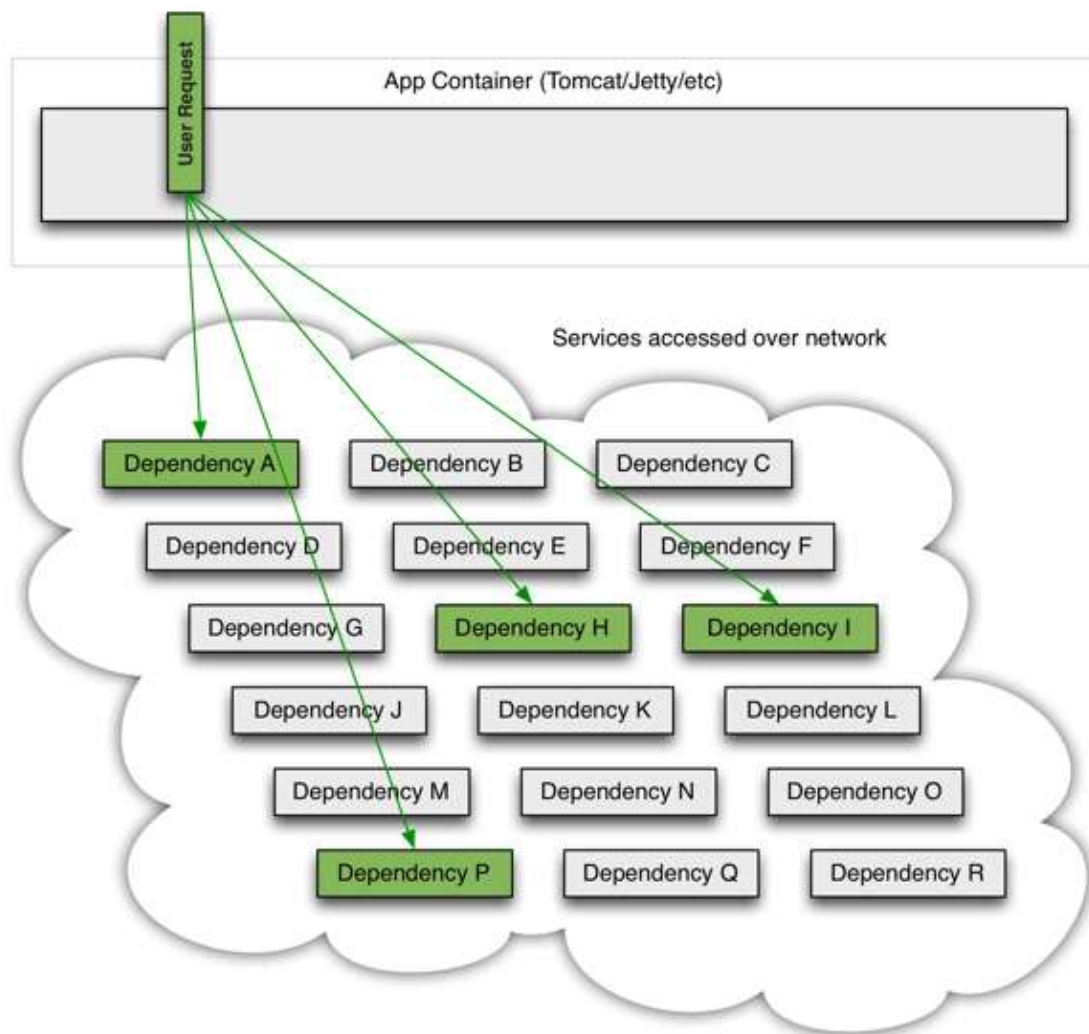 User Request
App Container (Tomcat/Jetty/etc)
Services accessed over network
Dependency A
Dependency B
Dependency C
Dependency D
Dependency E
Dependency F
Dependency G
Dependency H
Dependency I
Dependency J
Dependency K
Dependency L
Dependency M
Dependency N
Dependency O
Dependency P
Dependency Q
Dependency R